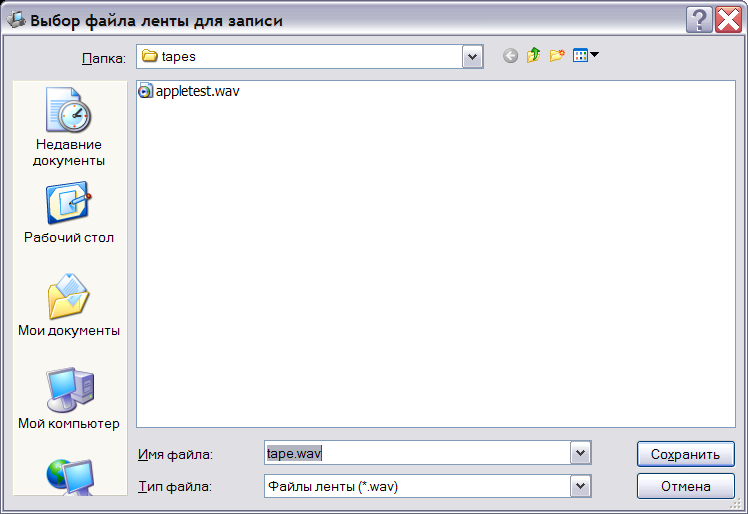 Выбор файла ленты для записи
Папка:
tapes
appletest.wav
Недавние
документы
Рабочий стол
Мои документы
Мой компьютер
Имя файла:
tape.wav
Сохранить
Тип файла:
Файлы ленты (*.wav)
Отмена